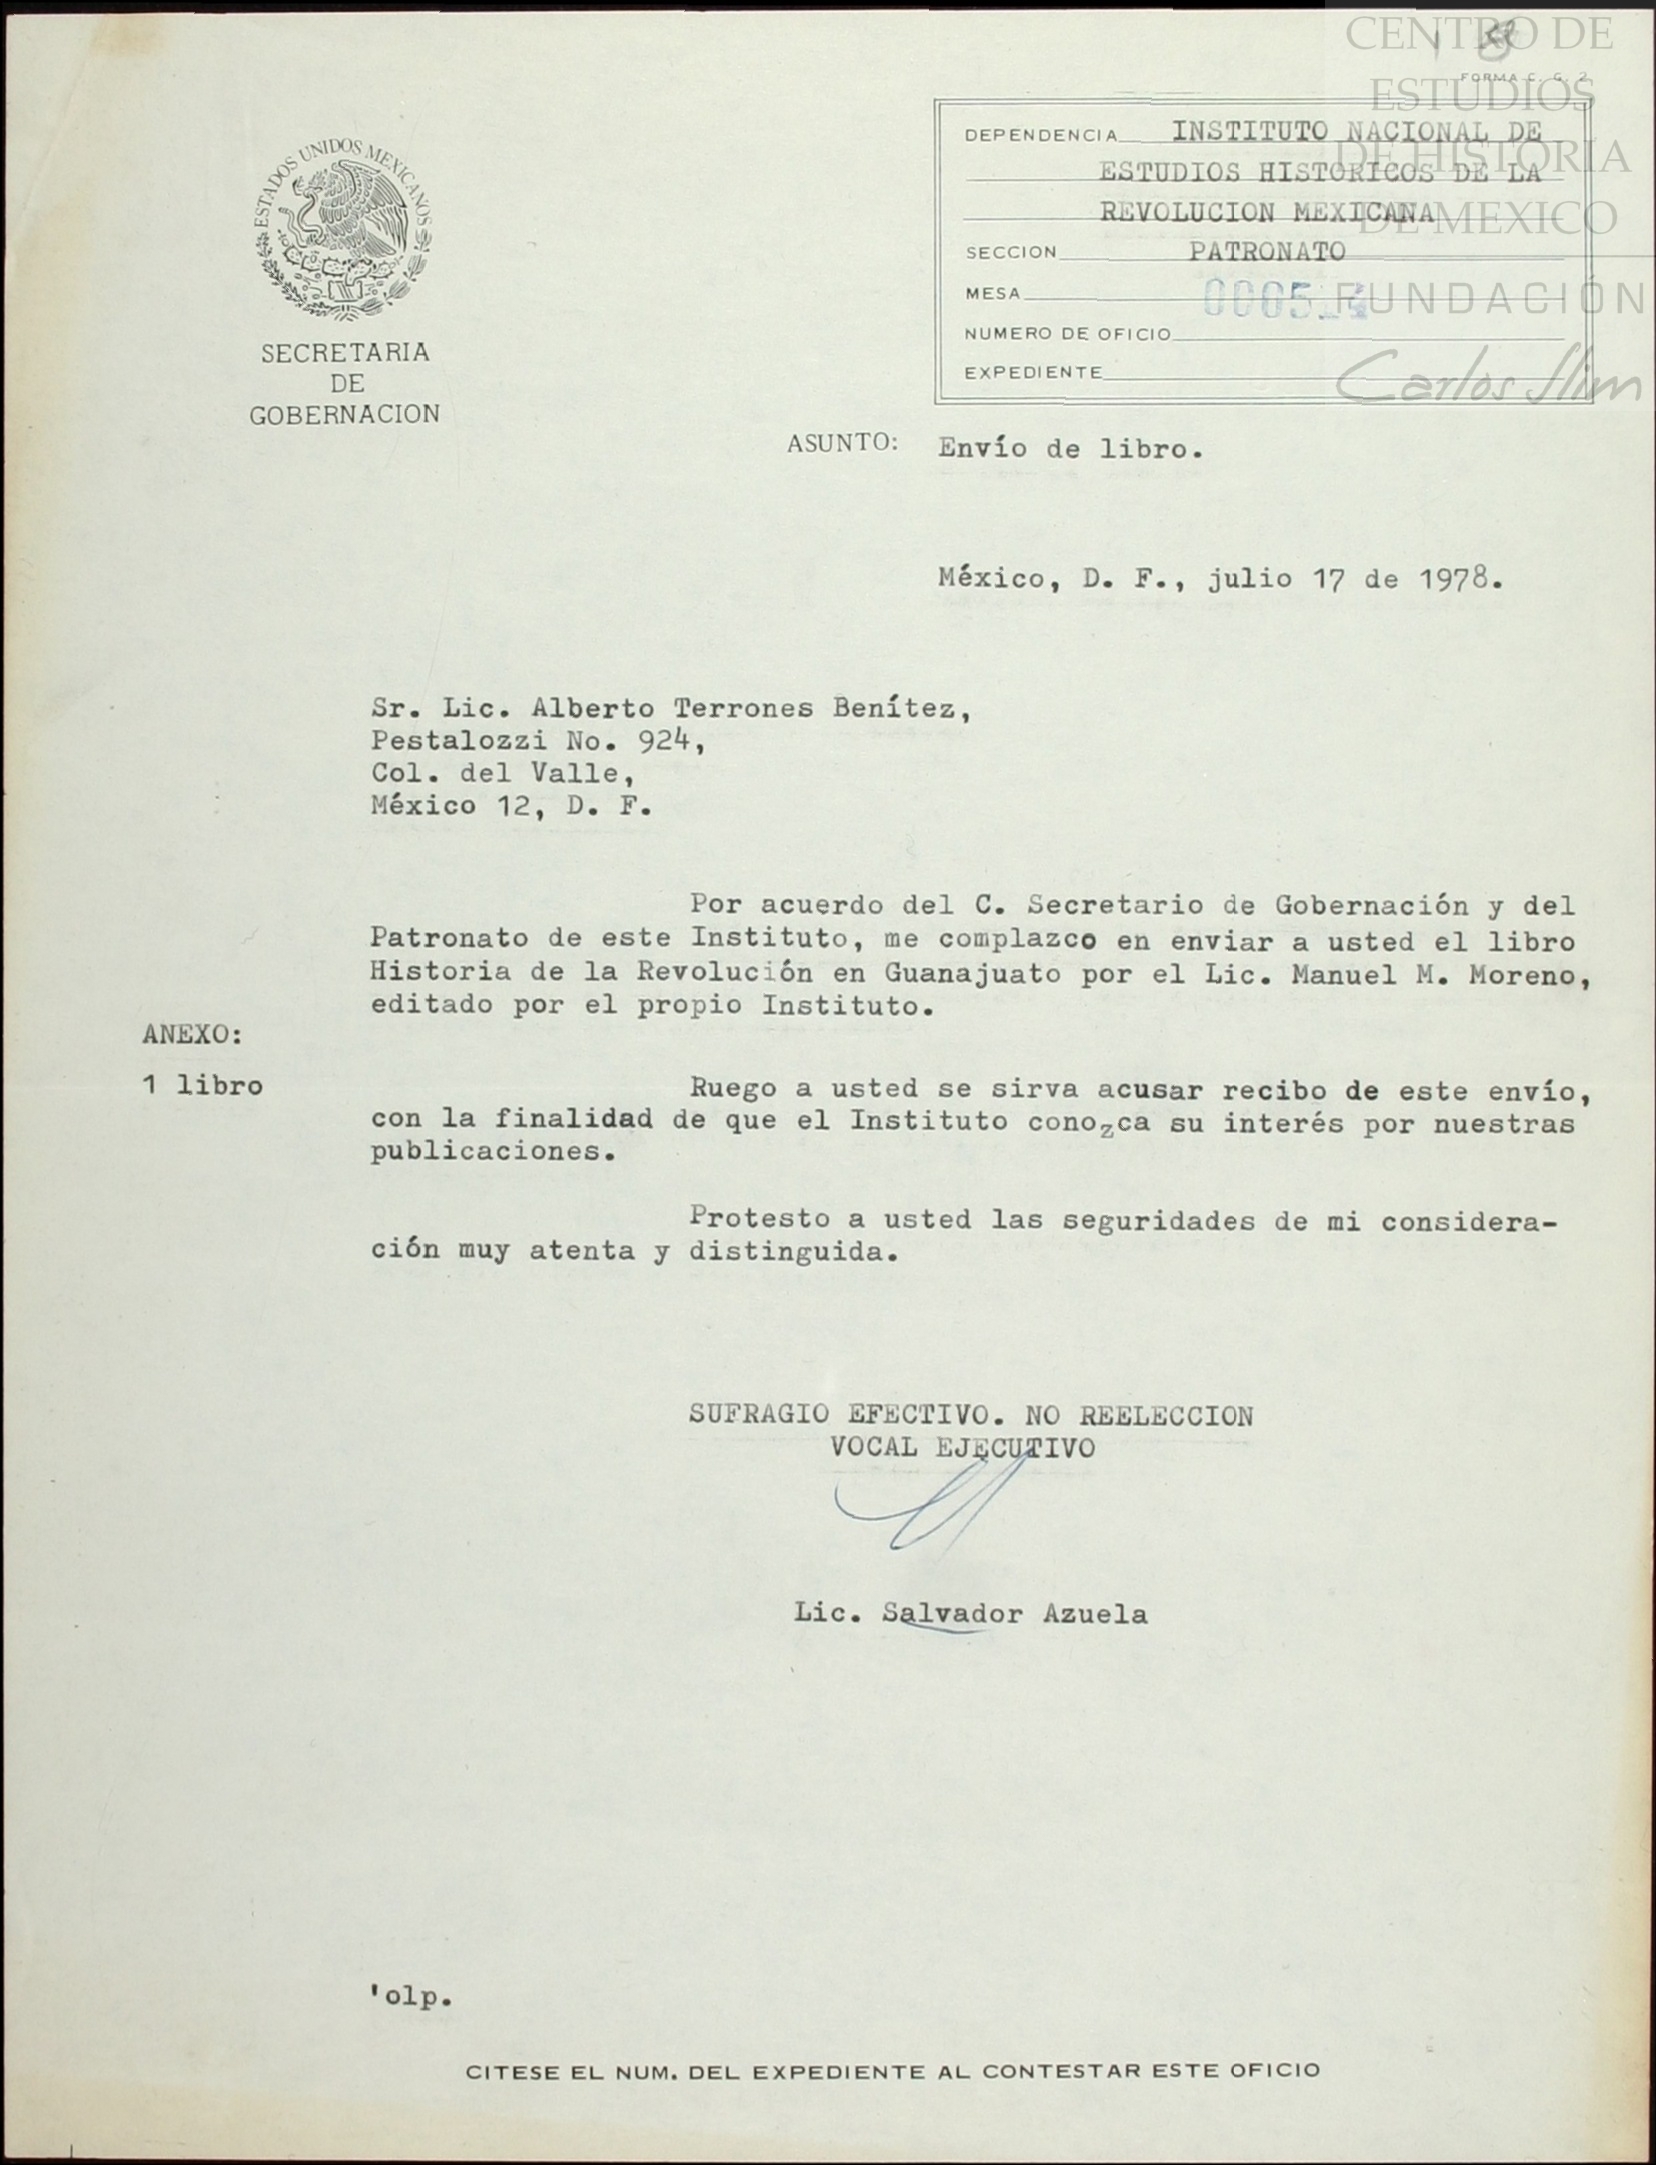 CENTRO DE
ESTUDIOS
DE HISTORIA
DE MEXICO
FUNDACIÓN
Carlos Slim
8
FORMA C. G. 2
ESTADOS UNIDOS MEXICANOS
SECRETARIA
DE
GOBERNACION
DEPENDENCIA INSTITUTO NACIONAL DE
ESTUDIOS HISTORICOS DE LA
REVOLUCION MEXICANA
SECCION PATRONATO
MESA
NUMERO DE OFICIO
EXPEDIENTE
ASUNTO: Envío de libro.
México, D. F., julio 17 de 1978.
Sr. Lic. Alberto Terrones Benítez,
Pestalozzi No. 924,
Col. del Valle,
México 12, D. F.
Por acuerdo del C. Secretario de Gobernación y del
Patronato de este Instituto, me complazco en enviar a usted el libro
Historia de la Revolución en Guanajuato por el Lic. Manuel M. Moreno,
editado por el propio Instituto.
ANEXO:
1 libro
Ruego a usted se sirva acusar recibo de este envío,
con la finalidad de que el Instituto conozca su interés por nuestras
publicaciones.
Protesto a usted las seguridades de mi considera-
ción muy atenta y distinguida.
SUFRAGIO EFECTIVO. NO REELECCION
VOCAL EJECUTIVO
Lic. Salvador Azuela
'olp.
CITESE EL NUM. DEL EXPEDIENTE AL CONTESTAR ESTE OFICIO